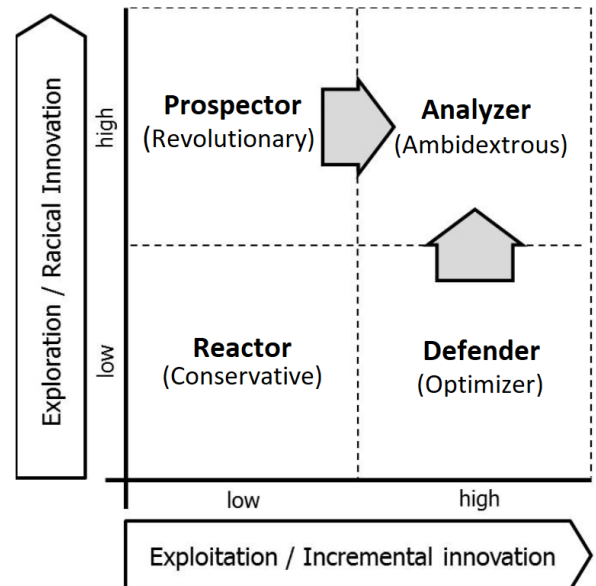 Exploration / Racical Innovation
high
low
Prospector
(Revolutionary)
Analyzer
(Ambidextrous)
Reactor
(Conservative)
Defender
(Optimizer)
low
high
Exploitation / Incremental innovation